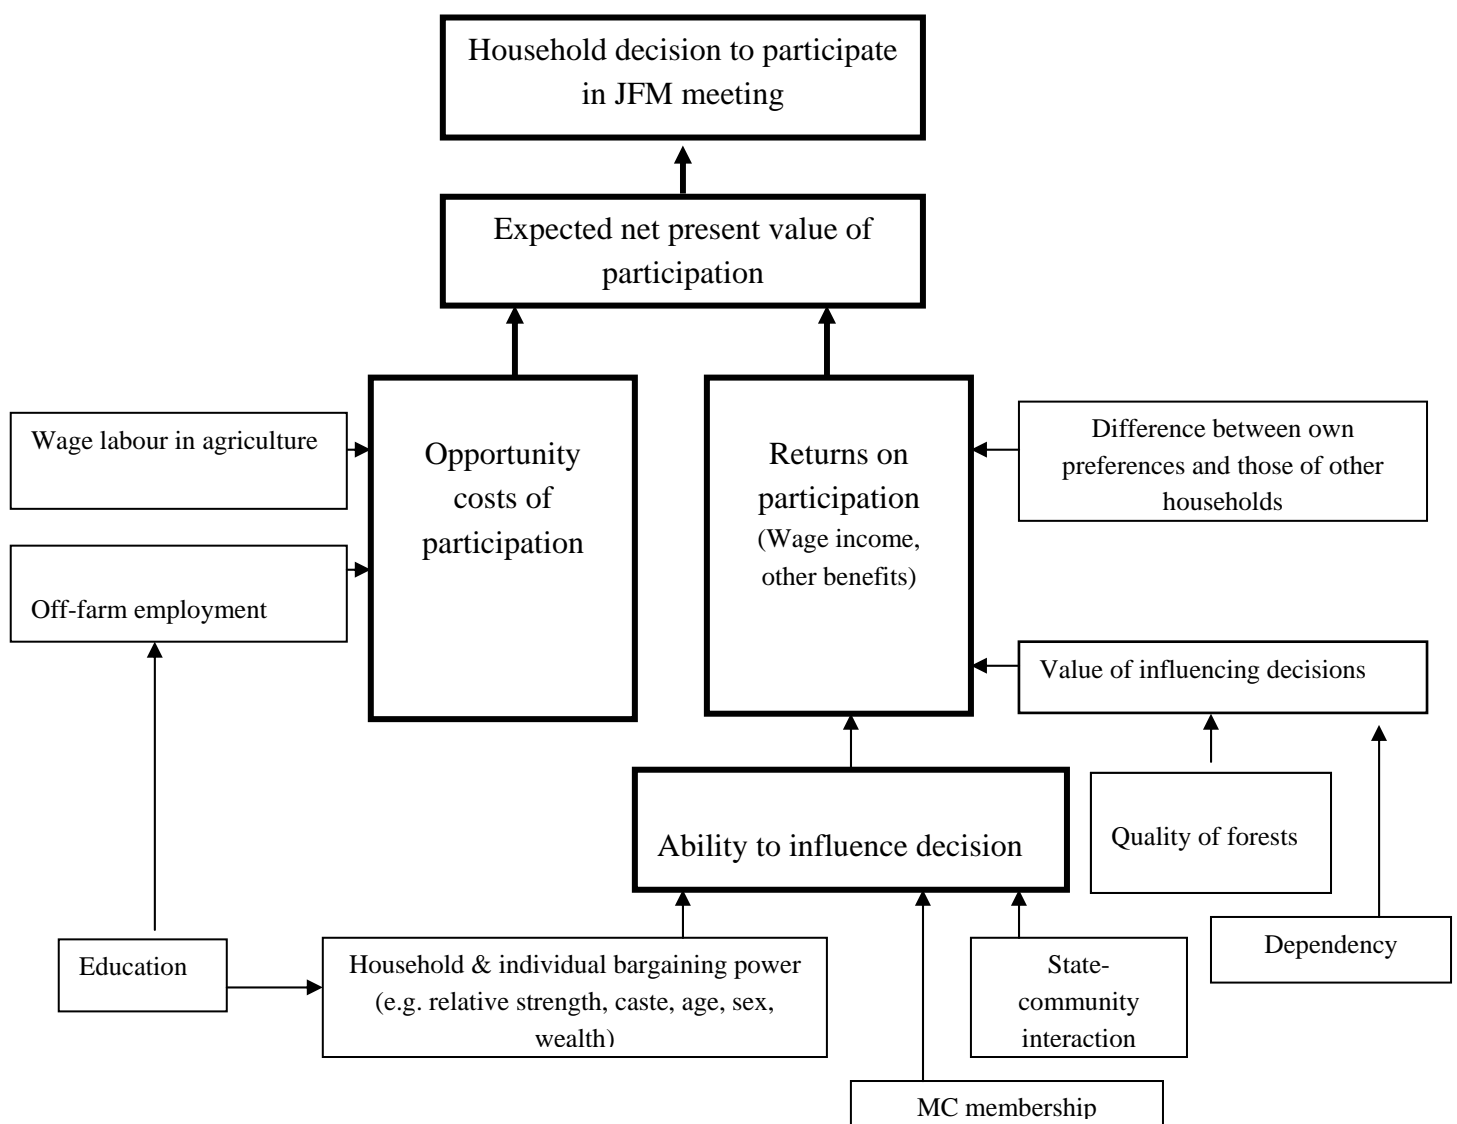 Household decision to participate
in JFM meeting
Expected net present value of
participation
Wage labour in agriculture
Opportunity
costs of
participation
Returns on
participation
(Wage income,
other benefits)
Difference between own
preferences and those of other
households
Off-farm employment
Value of influencing decisions
Ability to influence decision
Quality of forests
Education
Household & individual bargaining power
(e.g. relative strength, caste, age, sex,
wealth)
State-
community
interaction
Dependency
MC membership